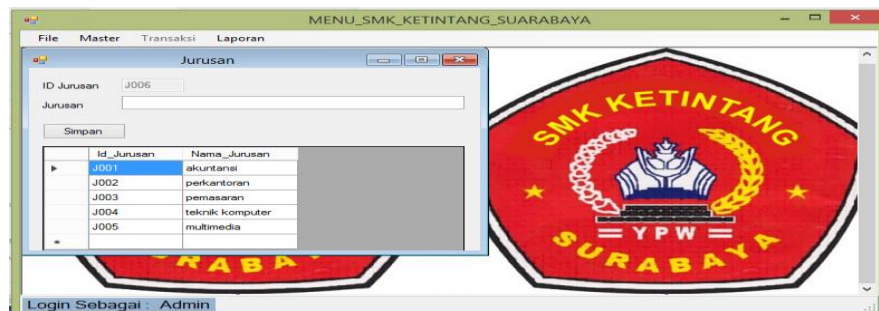 MENU_SMK_KETINTANG_SUARABAYA
File Master Transaksi Laporan
Jurusan
ID Jurusan J006
Jurusan
Simpan
Id_Jurusan Nama_Jurusan
J001 akuntansi
J002 perkantoran
J003 pemasaran
J004 teknik komputer
J005 multimedia
SMK KETINTANG
YPW
SURABAYA
RABA
Login Sebagai : Admin